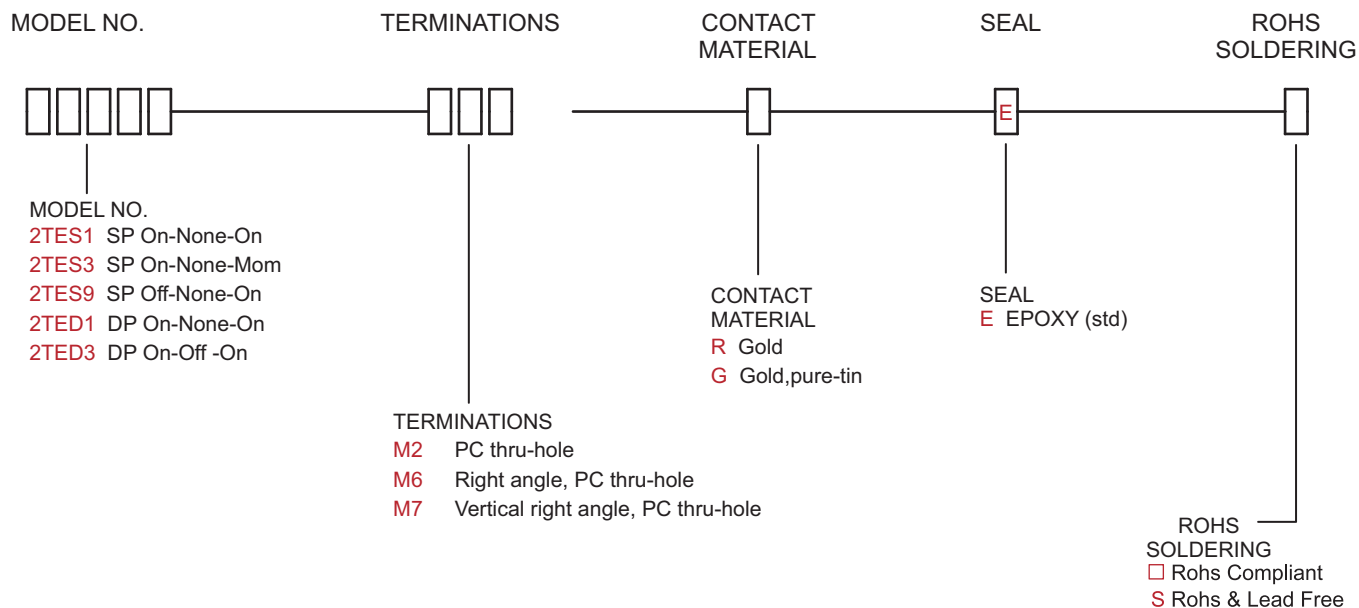 MODEL NO.
TERMINATIONS
CONTACT
MATERIAL
SEAL
ROHS
SOLDERING
E
MODEL NO.
2TES1 SP On-None-On
2TES3 SP On-None-Mom
2TES9 SP Off-None-On
2TED1 DP On-None-On
2TED3 DP On-Off -On
TERMINATIONS
M2 PC thru-hole
M6 Right angle, PC thru-hole
M7 Vertical right angle, PC thru-hole
CONTACT
MATERIAL
R Gold
G Gold,pure-tin
SEAL
E EPOXY (std)
ROHS
SOLDERING
□ Rohs Compliant
S Rohs & Lead Free